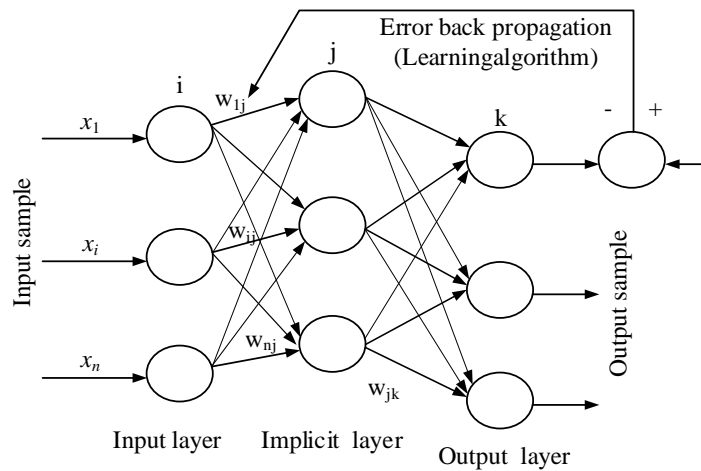 Error back propagation
(Learningalgorithm)
j
i
w1j
k
- +
x1
Input sample
wij
xi
Output sample
wnj
xn
wjk
Input layer
Implicit layer
Output layer